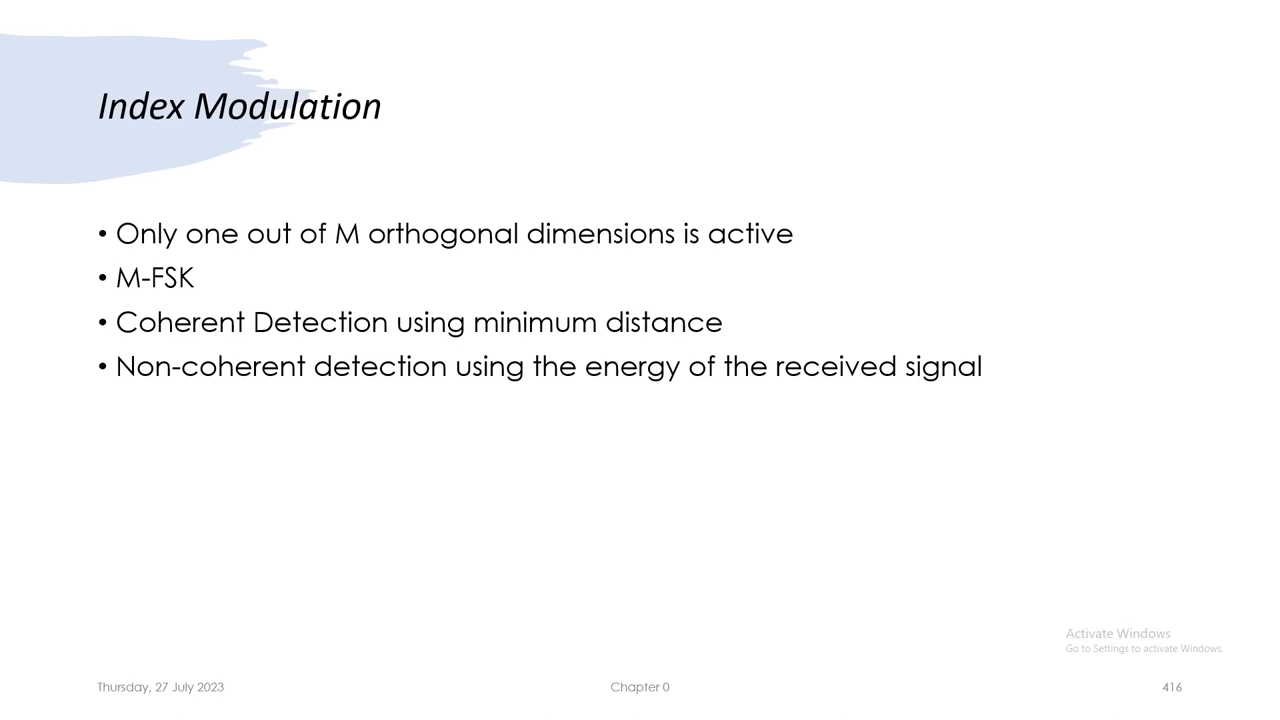 Index Modulation
• Only one out of M orthogonal dimensions is active
• M-FSK
• Coherent Detection using minimum distance
• Non-coherent detection using the energy of the received signal
Activate Windows
Go to Settings to activate Windows.
Thursday, 27 July 2023
Chapter 0
416